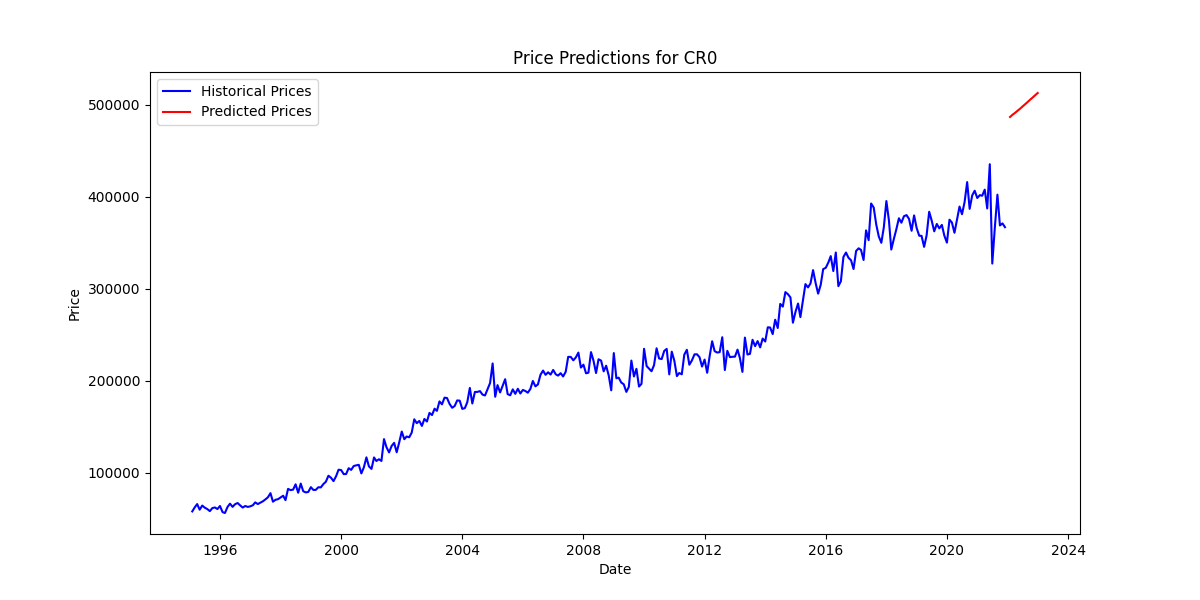 Price Predictions for CR0
Historical Prices
Predicted Prices
500000
400000
300000
200000
100000
Price
1996 2000 2004 2008 2012 2016 2020 2024
Date